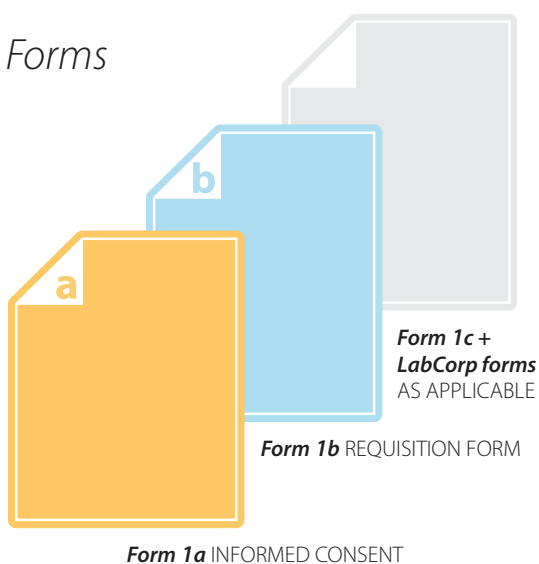 Forms
b
a
Form 1c +
LabCorp forms
AS APPLICABLE
Form 1b REQUISITION FORM
Form 1a INFORMED CONSENT